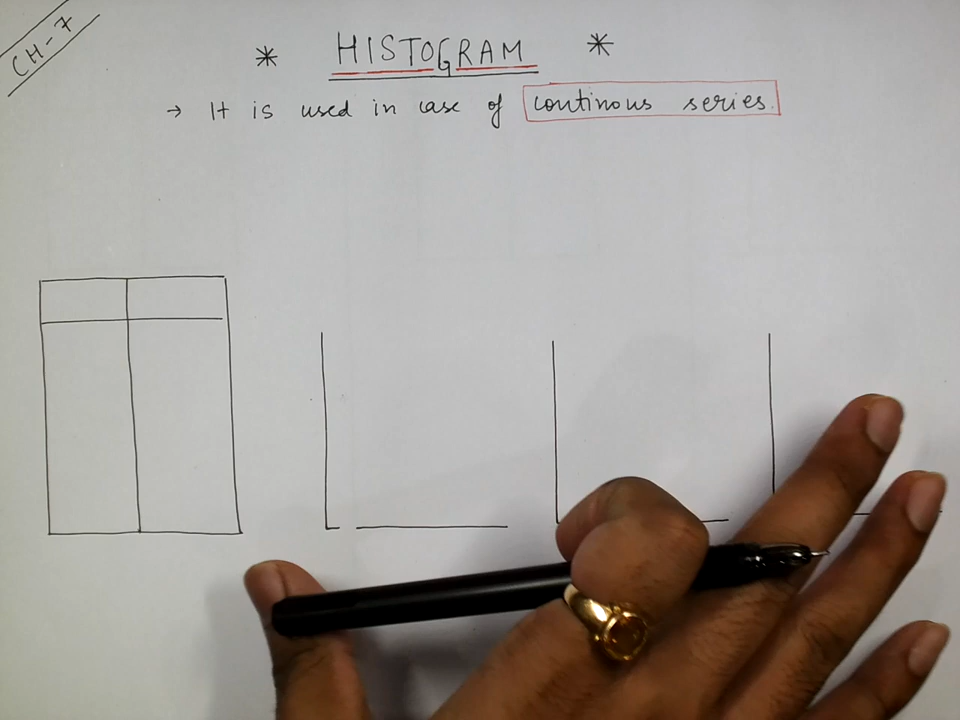 CH-7
* HISTOGRAM *
→ It is used in case of continous series.